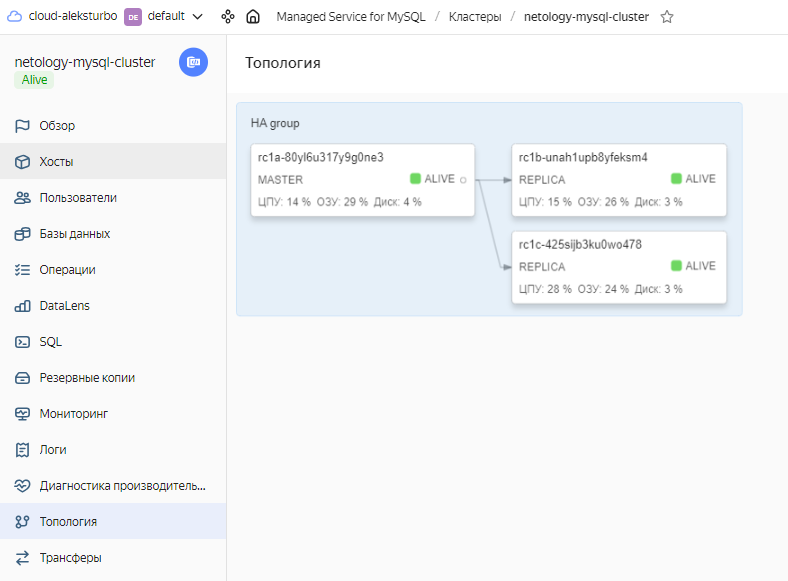 cloud-aleksturbo DE default Managed Service for MySQL / Кластеры / netology-mysql-cluster
netology-mysql-cluster
Alive
Обзор
Хосты
Пользователи
Базы данных
Операции
DataLens
SQL
Резервные копии
Мониторинг
Логи
Диагностика производитель...
Топология
Трансферы
Топология
HA group
rc1a-80yl6u317y9g0ne3
MASTER ALIVE
ЦПУ: 14 % ОЗУ: 29 % Диск: 4 %
rc1b-unah1upb8yfeksm4
REPLICA ALIVE
ЦПУ: 15 % ОЗУ: 26 % Диск: 3 %
rc1c-425sijb3ku0wo478
REPLICA ALIVE
ЦПУ: 28 % ОЗУ: 24 % Диск: 3 %